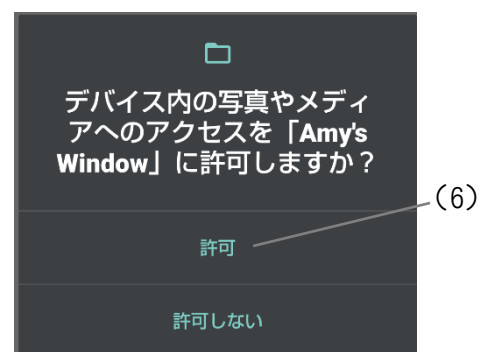 デバイス内の写真やメディ
アへのアクセスを「Amy's
Window」に許可しますか？
(6)
許可
許可しない